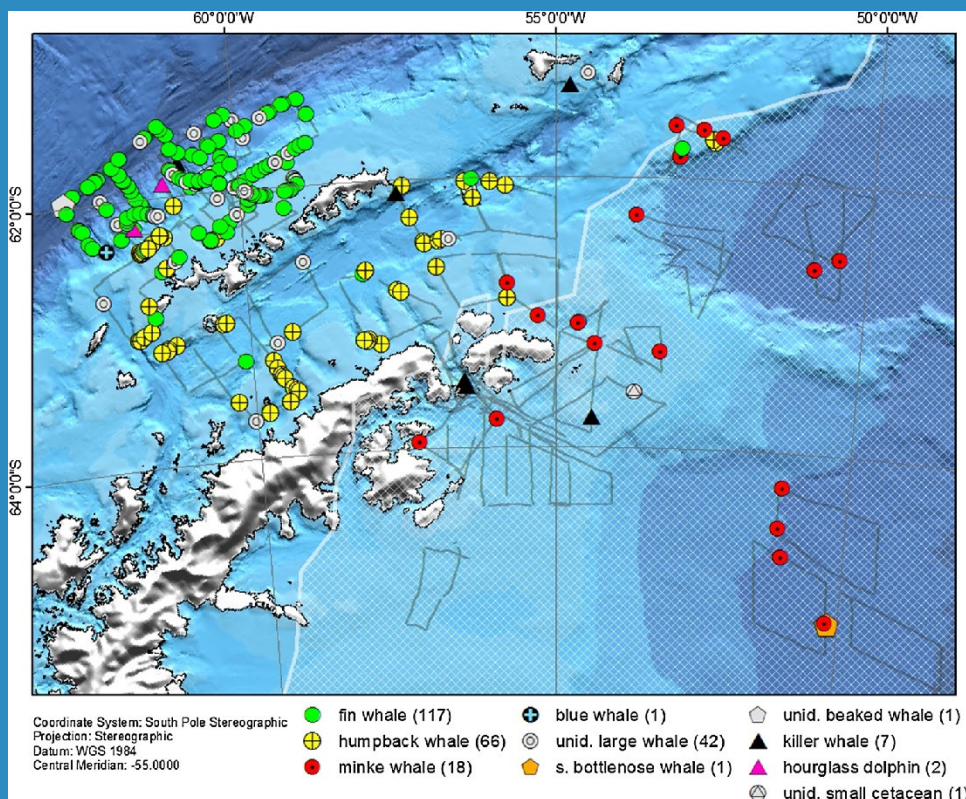 60°0'0"W
55°0'0"W
50°0'0"W
62°0'0"S
64°0'0"S
Coordinate System: South Pole Stereographic
Projection: Stereographic
Datum: WGS 1984
Central Meridian: -55.0000
fin whale (117)
humpback whale (66)
minke whale (18)
blue whale (1)
unid. large whale (42)
s. bottlenose whale (1)
unid. beaked whale (1)
killer whale (7)
hourglass dolphin (2)
unid. small cetacean (1)